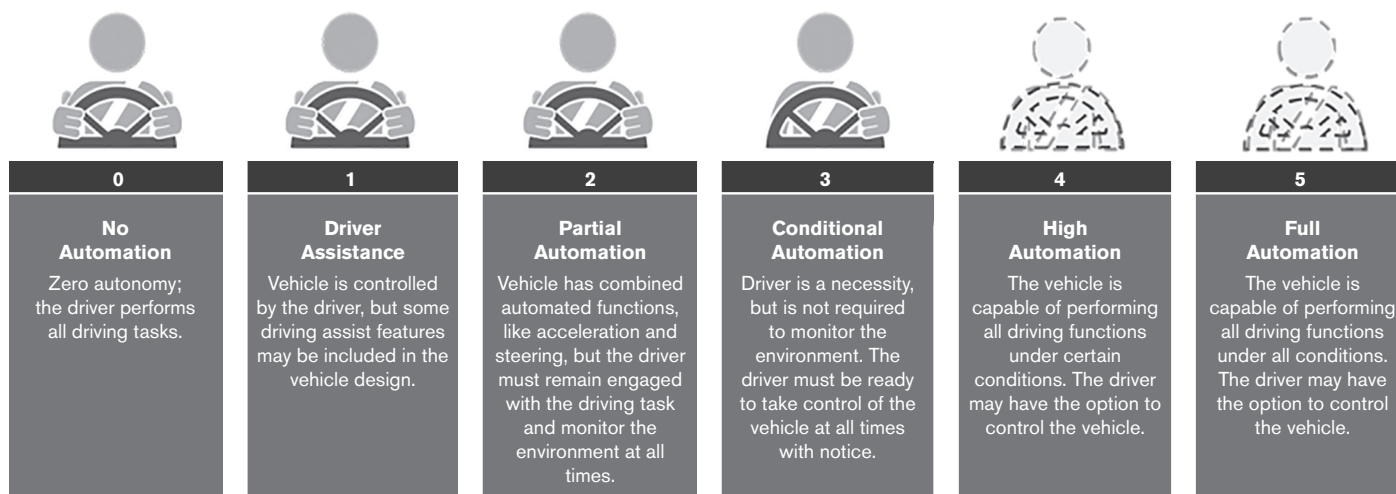 0
No
Automation
Zero autonomy;
the driver performs
all driving tasks.
1
Driver
Assistance
Vehicle is controlled
by the driver, but some
driving assist features
may be included in the
vehicle design.
2
Partial
Automation
Vehicle has combined
automated functions,
like acceleration and
steering, but the driver
must remain engaged
with the driving task
and monitor the
environment at all
times.
3
Conditional
Automation
Driver is a necessity,
but is not required
to monitor the
environment. The
driver must be ready
to take control of the
vehicle at all times
with notice.
4
High
Automation
The vehicle is
capable of performing
all driving functions
under certain
conditions. The driver
may have the option to
control the vehicle.
5
Full
Automation
The vehicle is
capable of performing
all driving functions
under all conditions.
The driver may have
the option to control
the vehicle.